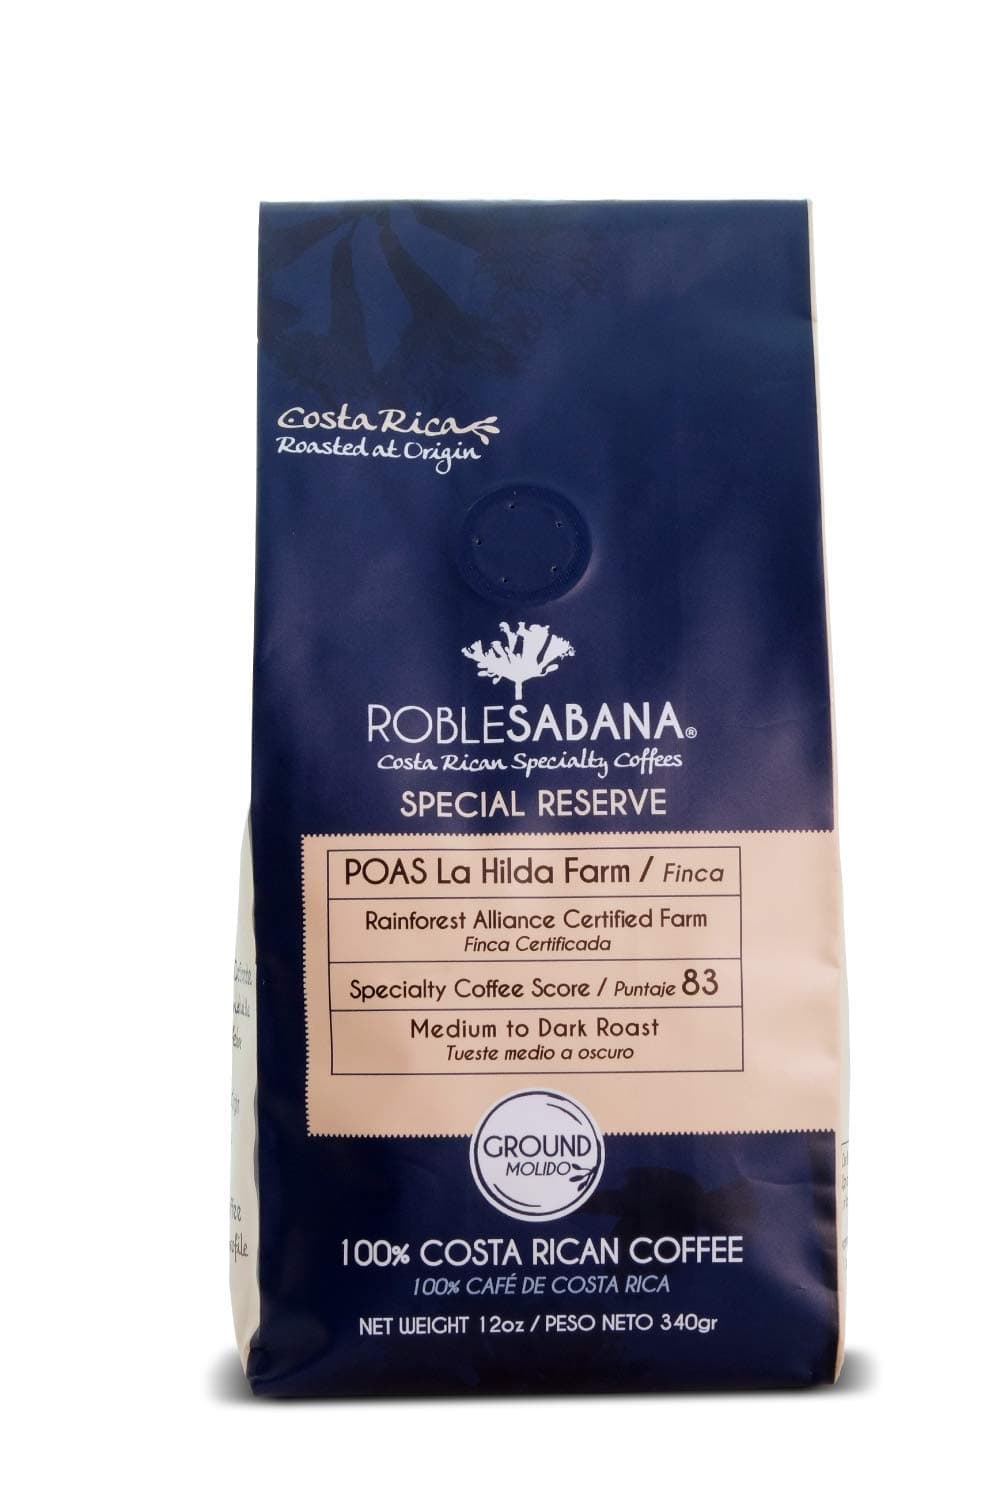 Costa Rica
Roasted at Origin
ROBLESABANA®
Costa Rican Specialty Coffees
SPECIAL RESERVE
POAS La Hilda Farm / Finca
Rainforest Alliance Certified Farm
Finca Certificada
Specialty Coffee Score / Puntaje 83
Medium to Dark Roast
Tueste medio a oscuro
GROUND
MOLIDO
100% COSTA RICAN COFFEE
100% CAFÉ DE COSTA RICA
NET WEIGHT 12oz / PESO NETO 340gr